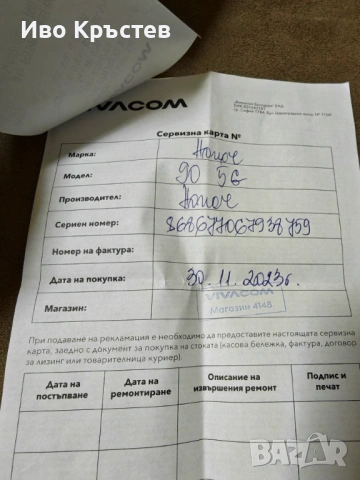 Иво Кръстев
VIVACOM
Сервизна карта №
Марка: Honor
Модел: 90 5G
Производител: Honor
Сериен номер: 868677067938759
Номер на фактура:
Дата на покупка: 30.11.2023г.
Магазин: VIVACOM
Магазин 4148
При подаване на рекламация е необходимо да предоставите настоящата сервизна
карта, заедно с документ за покупка на стоката (касова бележка, фактура, договор
за лизинг или товарителница куриер).
Дата на постъпване
Дата на ремонтиране
Описание на извършения ремонт
Подпис и печат
BAZAR
bg